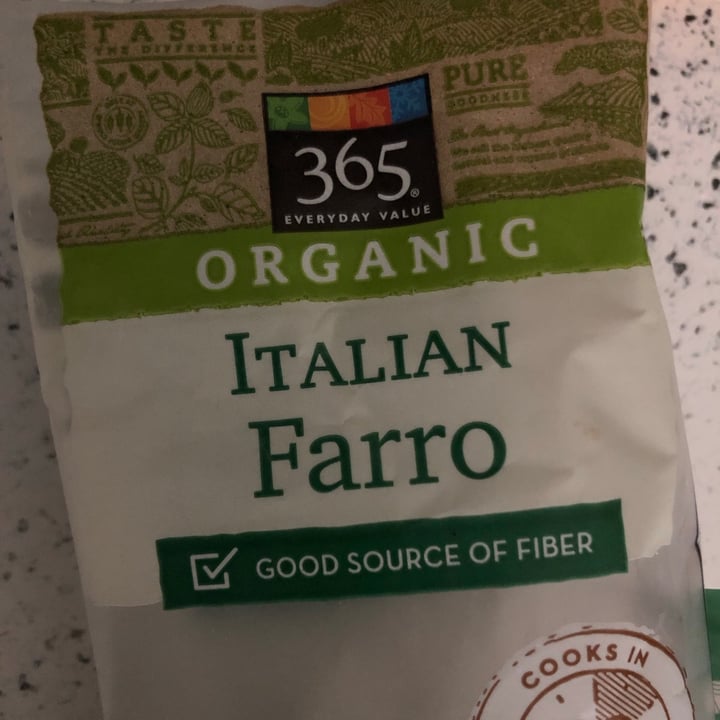 TASTE
THE DIFFERENCE
PURE
GOODNESS
365®
EVERYDAY VALUE
ORGANIC
ITALIAN
Farro
GOOD SOURCE OF FIBER
COOKS IN